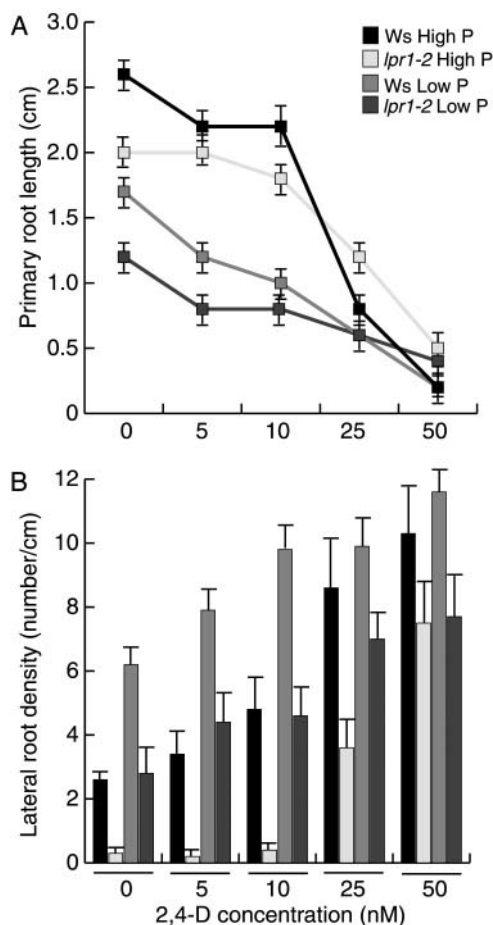 A
3.0
2.5
2.0
1.5
1.0
0.5
0
Primary root length (cm)
Ws High P
lpr1-2 High P
Ws Low P
lpr1-2 Low P
0 5 10 25 50
B
12
10
8
6
4
2
0
Lateral root density (number/cm)
0 5 10 25 50
2,4-D concentration (nM)